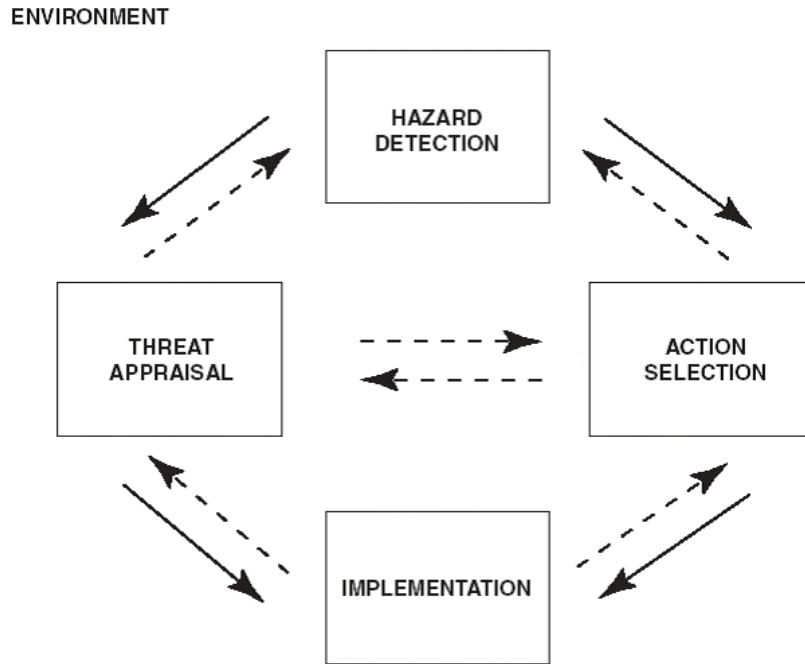 ENVIRONMENT
HAZARD
DETECTION
THREAT
APPRAISAL
ACTION
SELECTION
IMPLEMENTATION